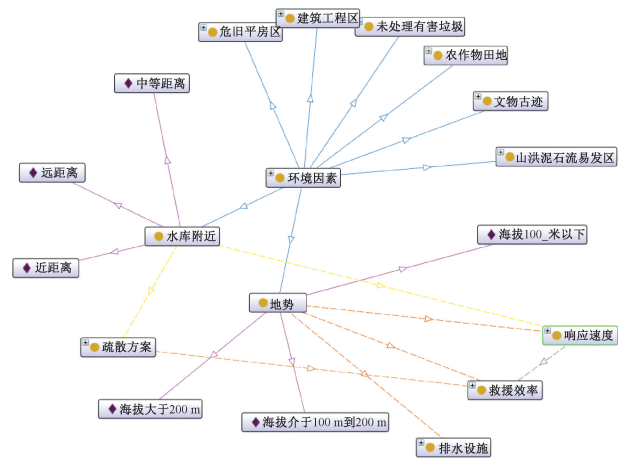 建筑工程区
危旧平房区
未处理有害垃圾
农作物田地
中等距离
文物古迹
山洪泥石流易发区
远距离
环境因素
水库附近
海拔100_米以下
近距离
地势
响应速度
疏散方案
救援效率
海拔大于200 m
海拔介于100 m到200 m
排水设施